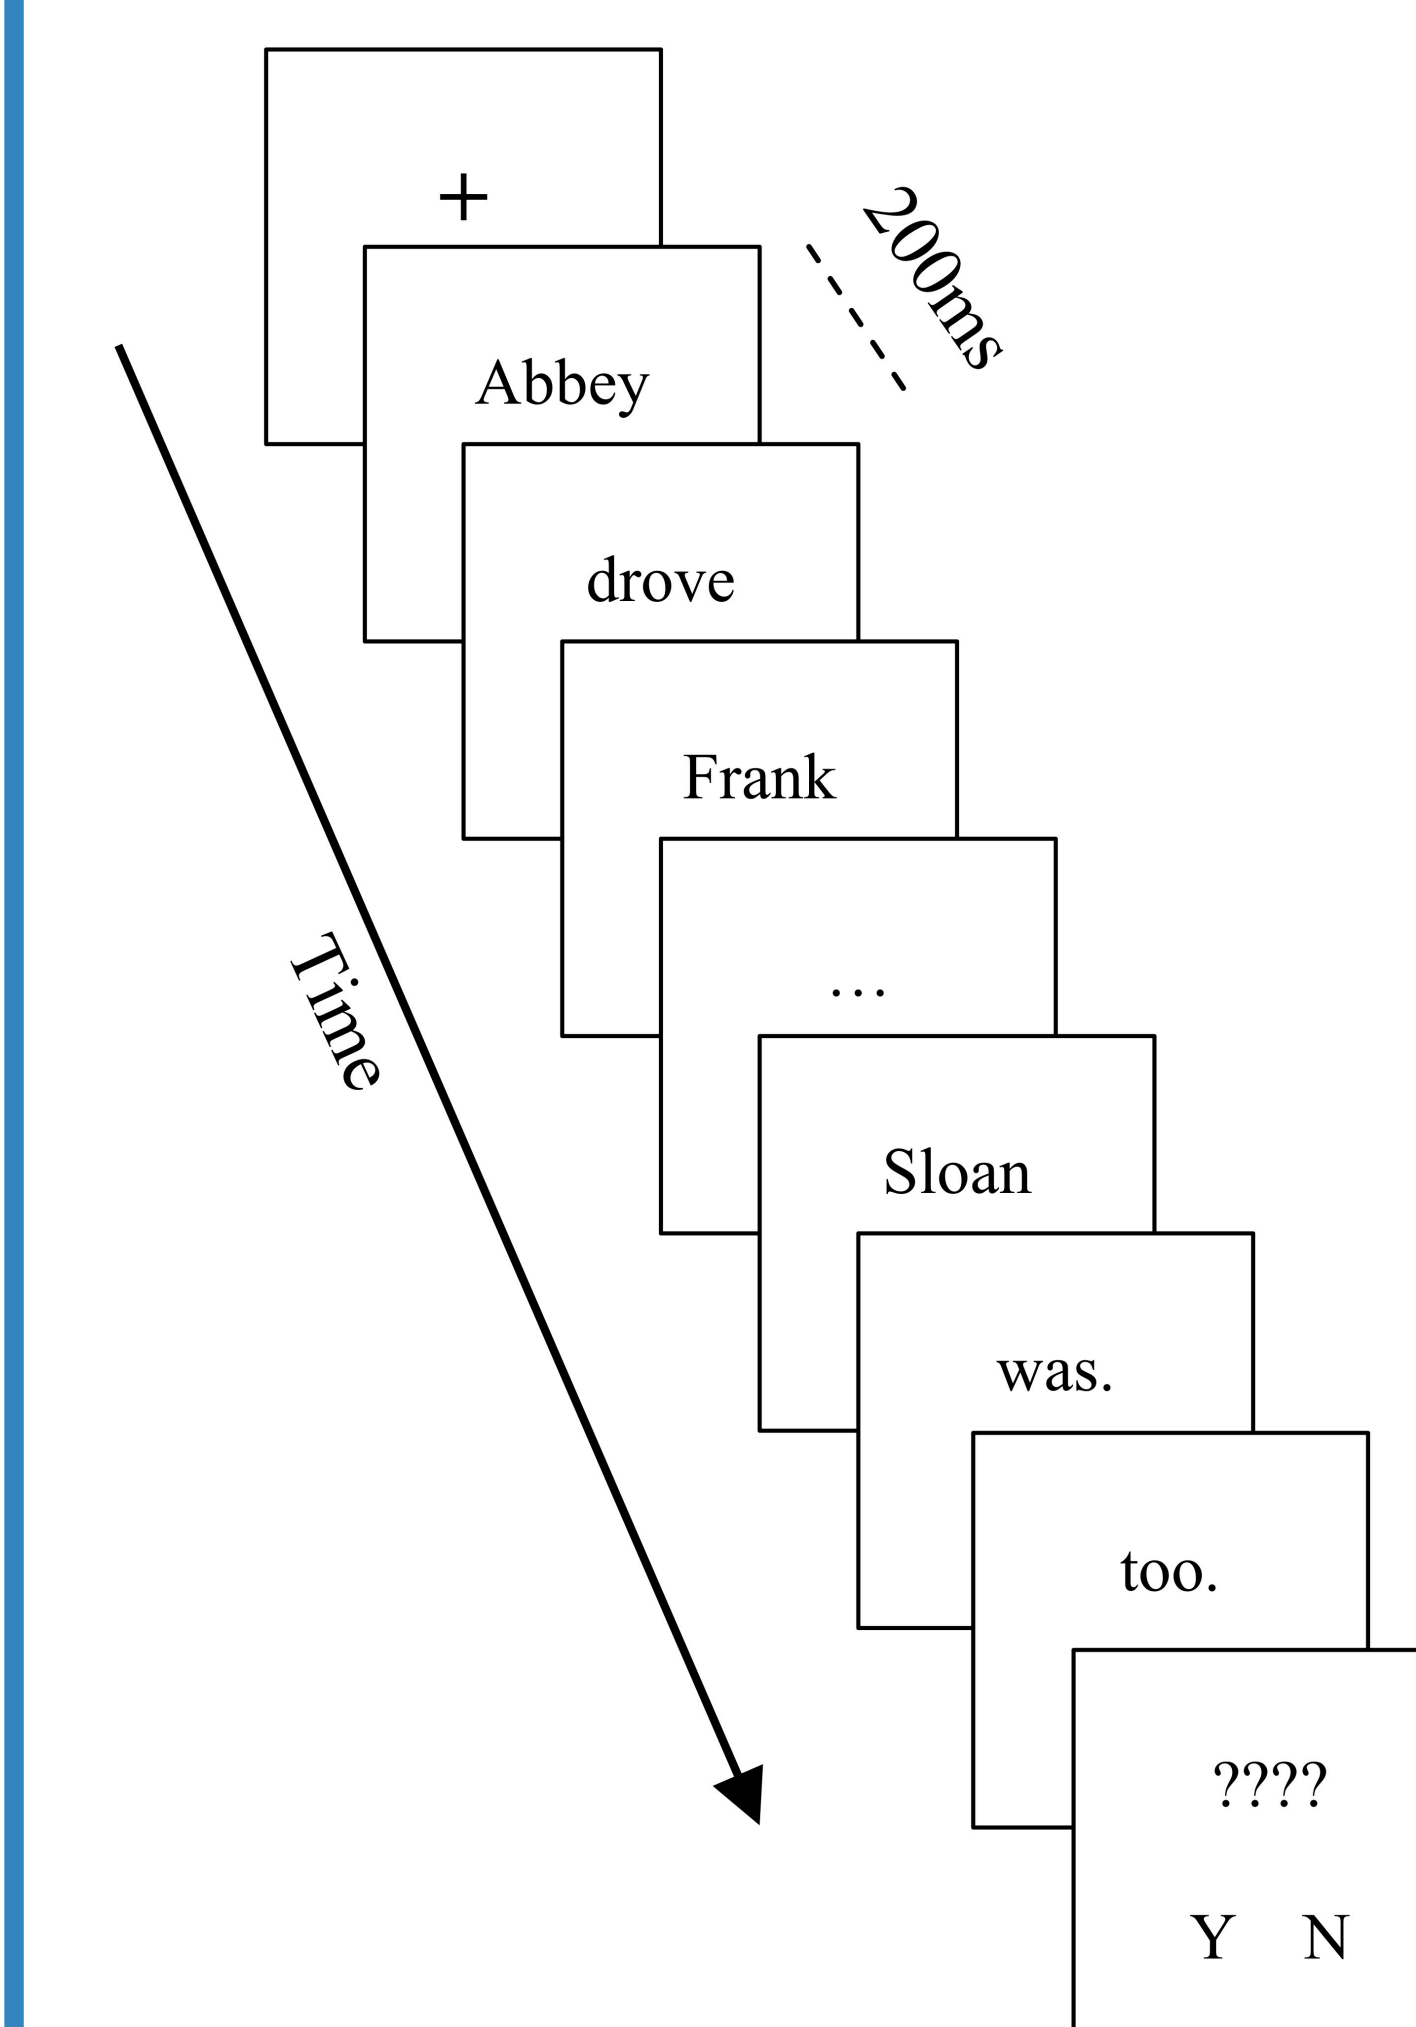 +
200ms
Abbey
drove
Frank
...
Time
Sloan
was.
too.
????
Y N